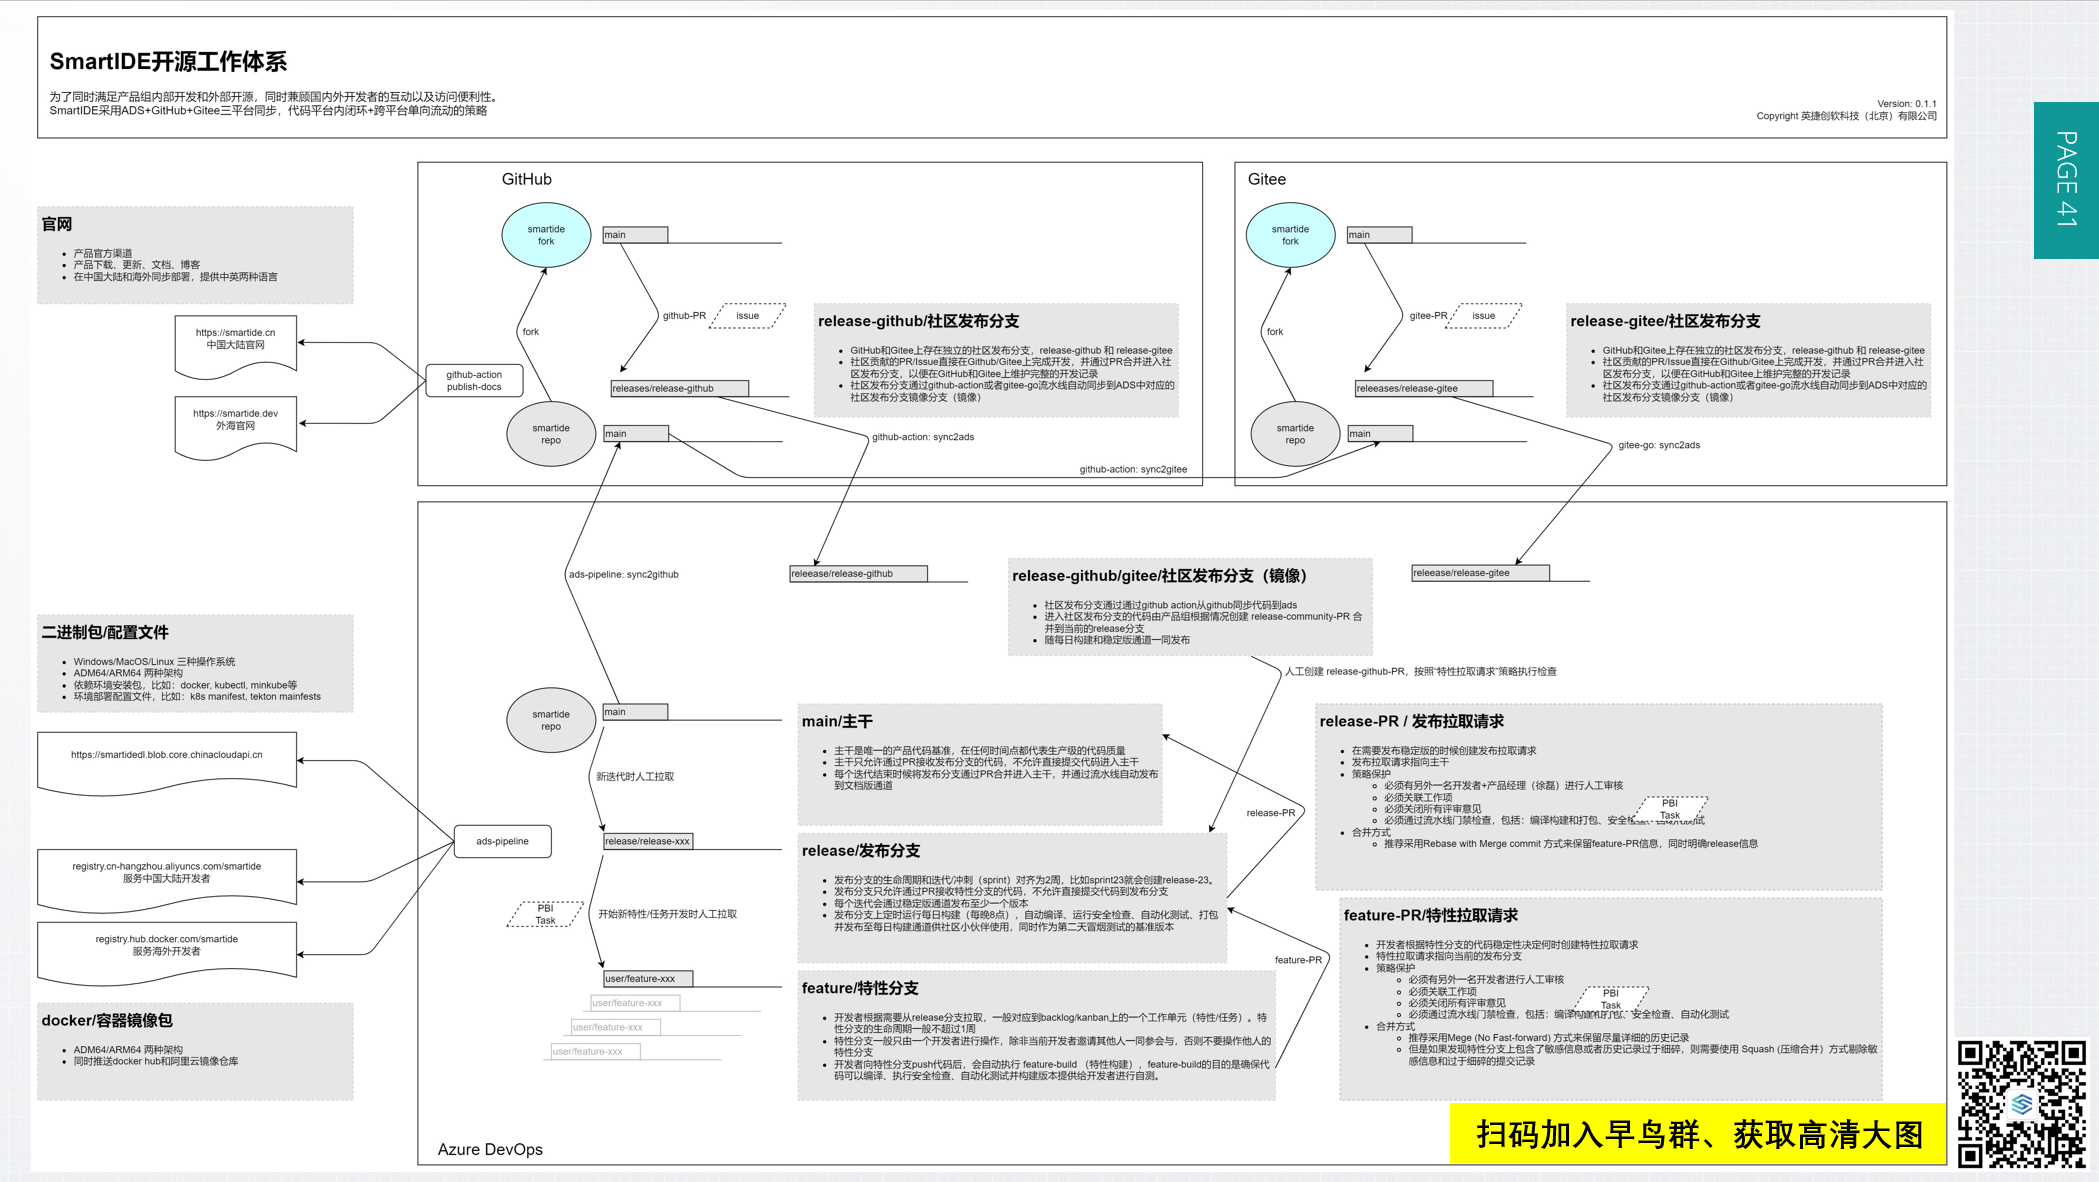 SmartIDE开源工作体系
为了同时满足产品组内部开发和外部开源，同时兼顾国内外开发者的互动以及访问便利性。
SmartIDE采用ADS+GitHub+Gitee三平台同步，代码平台内闭环+跨平台单向流动的策略
Version: 0.1.1
Copyright 英捷创软科技（北京）有限公司
PAGE 41
官网
产品官方渠道
产品下载、更新、文档、博客
在中国大陆和海外同步部署，提供中英两种语言
https://smartide.cn
中国大陆官网
https://smartide.dev
外海官网
github-action
publish-docs
GitHub
smartide
fork
main
fork
github-PR
issue
releases/release-github
smartide
repo
main
release-github/社区发布分支
GitHub和Gitee上存在独立的社区发布分支，release-github 和 release-gitee
社区贡献的PR/Issue直接在Github/Gitee上完成开发，并通过PR合并进入社
区发布分支，以便在GitHub和Gitee上维护完整的开发记录
社区发布分支通过github-action或者gitee-go流水线自动同步到ADS中对应的
社区发布分支镜像分支（镜像）
github-action: sync2ads
github-action: sync2gitee
Gitee
smartide
fork
main
fork
gitee-PR
issue
releeases/release-gitee
smartide
repo
main
release-gitee/社区发布分支
GitHub和Gitee上存在独立的社区发布分支，release-github 和 release-gitee
社区贡献的PR/Issue直接在Github/Gitee上完成开发，并通过PR合并进入社
区发布分支，以便在GitHub和Gitee上维护完整的开发记录
社区发布分支通过github-action或者gitee-go流水线自动同步到ADS中对应的
社区发布分支镜像分支（镜像）
gitee-go: sync2ads
ads-pipeline: sync2github
releease/release-github
release-github/gitee/社区发布分支（镜像）
社区发布分支通过通过github action从github同步代码到ads
进入社区发布分支的代码由产品组根据情况创建 release-community-PR 合
并到当前的release分支
随每日构建和稳定版通道一同发布
releease/release-gitee
人工创建 release-github-PR，按照“特性拉取请求”策略执行检查
二进制包/配置文件
Windows/MacOS/Linux 三种操作系统
ADM64/ARM64 两种架构
依赖环境安装包，比如：docker, kubectl, minkube等
环境部署配置文件，比如：k8s manifest, tekton mainfests
https://smartidedl.blob.core.chinacloudapi.cn
registry.cn-hangzhou.aliyuncs.com/smartide
服务中国大陆开发者
registry.hub.docker.com/smartide
服务海外开发者
ads-pipeline
docker/容器镜像包
ADM64/ARM64 两种架构
同时推送docker hub和阿里云镜像仓库
smartide
repo
main
新迭代时人工拉取
release/release-xxx
PBI
Task
开始新特性/任务开发时人工拉取
user/feature-xxx
user/feature-xxx
user/feature-xxx
user/feature-xxx
main/主干
主干是唯一的产品代码基准，在任何时间点都代表生产级的代码质量
主干只允许通过PR接收发布分支的代码，不允许直接提交代码进入主干
每个迭代结束时候将发布分支通过PR合并进入主干，并通过流水线自动发布
到文档版通道
release-PR
release/发布分支
发布分支的生命周期和迭代/冲刺（sprint）对齐为2周，比如sprint23就会创建release-23。
发布分支只允许通过PR接收特性分支的代码，不允许直接提交代码到发布分支
每个迭代会通过稳定版通道发布至少一个版本
发布分支上定时运行每日构建（每晚8点），自动编译、运行安全检查、自动化测试、打包
并发布至每日构建通道供社区小伙伴使用，同时作为第二天冒烟测试的基准版本
feature-PR
feature/特性分支
开发者根据需要从release分支拉取，一般对应到backlog/kanban上的一个工作单元（特性/任务）。特
性分支的生命周期一般不超过1周
特性分支一般只由一个开发者进行操作，除非当前开发者邀请其他人一同参会与，否则不要操作他人的
特性分支
开发者向特性分支push代码后，会自动执行 feature-build （特性构建），feature-build的目的是确保代
码可以编译、执行安全检查、自动化测试并构建版本提供给开发者进行自测。
release-PR / 发布拉取请求
在需要发布稳定版的时候创建发布拉取请求
发布拉取请求指向主干
策略保护
必须有另外一名开发者+产品经理（徐磊）进行人工审核
必须关联工作项
必须关闭所有评审意见
必须通过流水线门禁检查，包括：编译构建和打包、安全
PBI
Task
合并方式
推荐采用Rebase with Merge commit 方式来保留feature-PR信息，同时明确release信息
feature-PR/特性拉取请求
开发者根据特性分支的代码稳定性决定何时创建特性拉取请求
特性拉取请求指向当前的发布分支
策略保护
必须有另外一名开发者进行人工审核
必须关联工作项
必须关闭所有评审意见
必须通过流水线门禁检查，包括：编译 安全检查、自动化测试
PBI
Task
合并方式
推荐采用Mege (No Fast-forward) 方式来保留尽量详细的历史记录
但是如果发现特性分支上包含了敏感信息或者历史记录过于细碎，则需要使用 Squash (压缩合并）方式剔除敏
感信息和过于细碎的提交记录
Azure DevOps
扫码加入早鸟群、获取高清大图